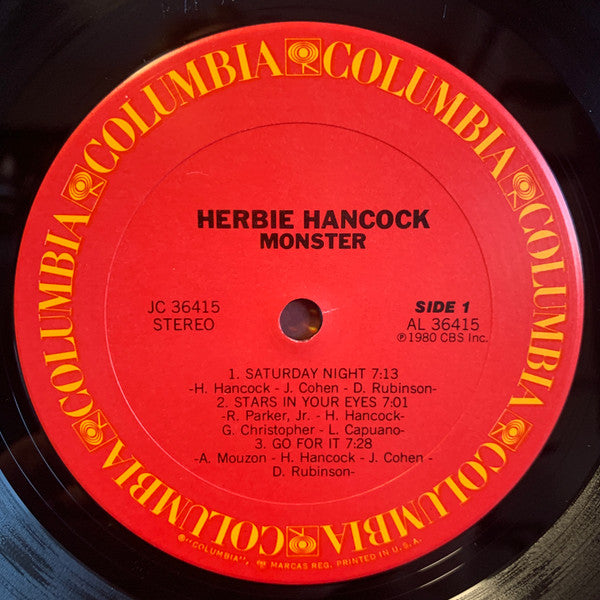 COLUMBIA COLUMBIA COLUMBIA COLUMBIA COLUMBIA COLUMBIA
HERBIE HANCOCK
MONSTER
JC 36415
STEREO
SIDE 1
AL 36415
℗1980 CBS Inc.
1. SATURDAY NIGHT 7:13
-H. Hancock - J. Cohen - D. Rubinson-
2. STARS IN YOUR EYES 7:01
-R. Parker, Jr. - H. Hancock-
G. Christopher - L. Capuano-
3. GO FOR IT 7:28
-A. Mouzon - H. Hancock - J. Cohen -
D. Rubinson-
®"COLUMBIA", MARCAS REG. PRINTED IN U.S.A.